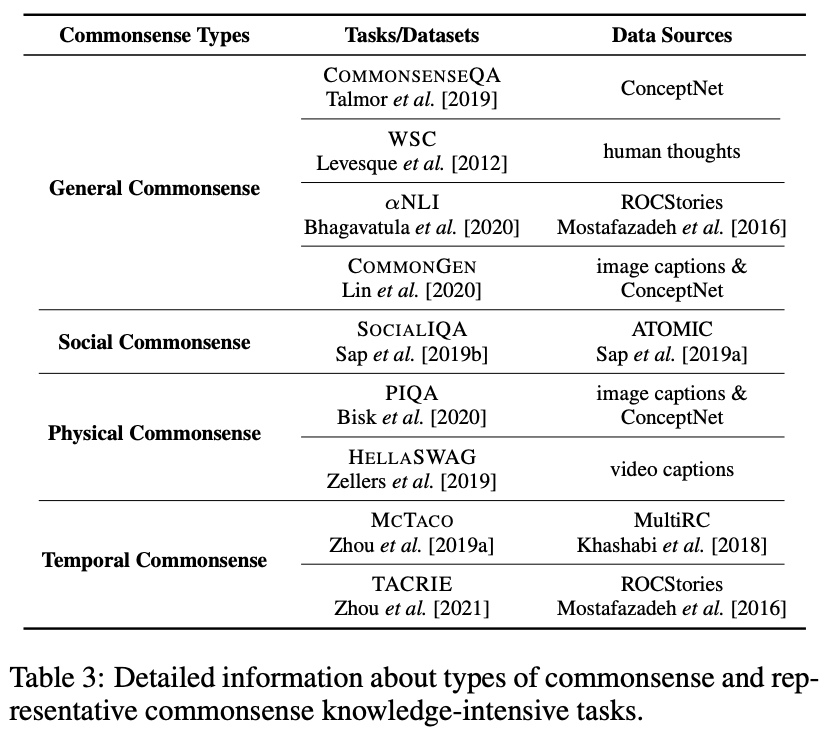 Commonsense Types Tasks/Datasets Data Sources
COMMONSENSEQA
Talmor et al. [2019]
ConceptNet
WSC
Levesque et al. [2012]
human thoughts
General Commonsense
αNLI
Bhagavatula et al. [2020]
ROCStories
Mostafazadeh et al. [2016]
COMMONGEN
Lin et al. [2020]
image captions &
ConceptNet
Social Commonsense
SOCIALIQA
Sap et al. [2019b]
ATOMIC
Sap et al. [2019a]
Physical Commonsense
PIQA
Bisk et al. [2020]
image captions &
ConceptNet
HELLASWAG
Zellers et al. [2019]
video captions
Temporal Commonsense
MCTACO
Zhou et al. [2019a]
MultiRC
Khashabi et al. [2018]
TACRIE
Zhou et al. [2021]
ROCStories
Mostafazadeh et al. [2016]
Table 3: Detailed information about types of commonsense and rep-
resentative commonsense knowledge-intensive tasks.